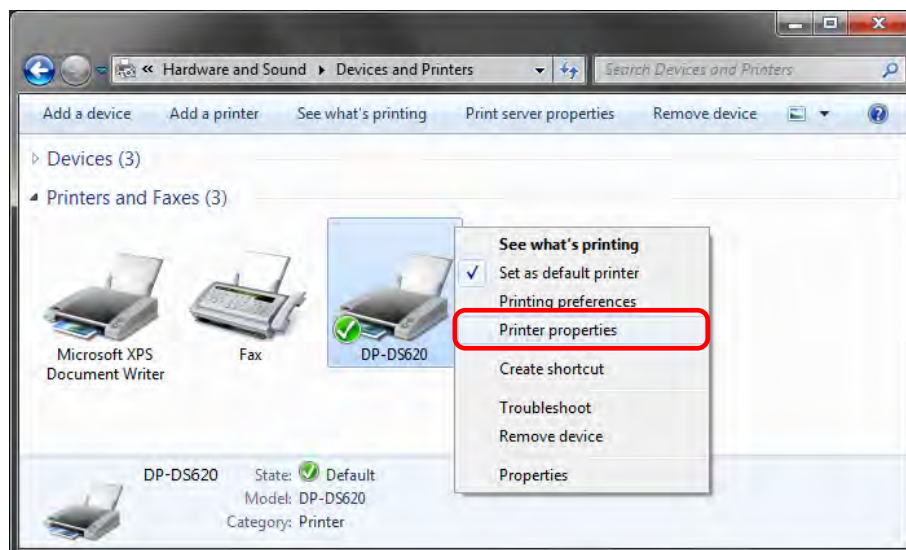 « Hardware and Sound ▸ Devices and Printers
Search Devices and Printers
Add a device Add a printer See what's printing Print server properties Remove device
Devices (3)
Printers and Faxes (3)
See what's printing
Set as default printer
Printing preferences
Printer properties
Create shortcut
Troubleshoot
Remove device
Properties
Microsoft XPS
Document Writer
Fax
DP-DS620
DP-DS620 State: Default
Model: DP-DS620
Category: Printer